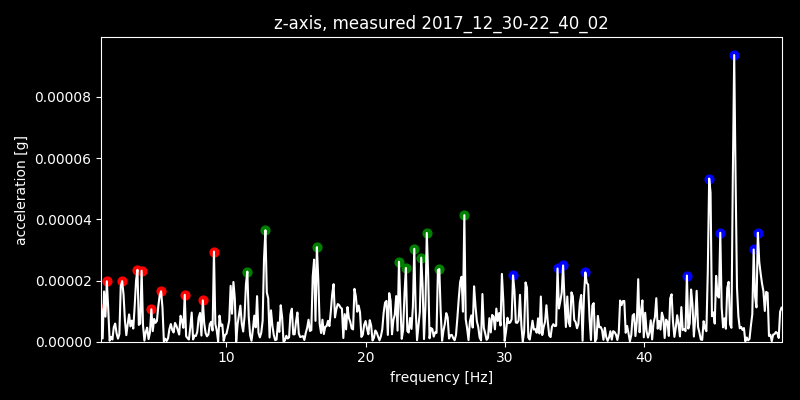 z-axis, measured 2017_12_30-22_40_02
acceleration [g]
0.00008
0.00006
0.00004
0.00002
0.00000
10 20 30 40
frequency [Hz]